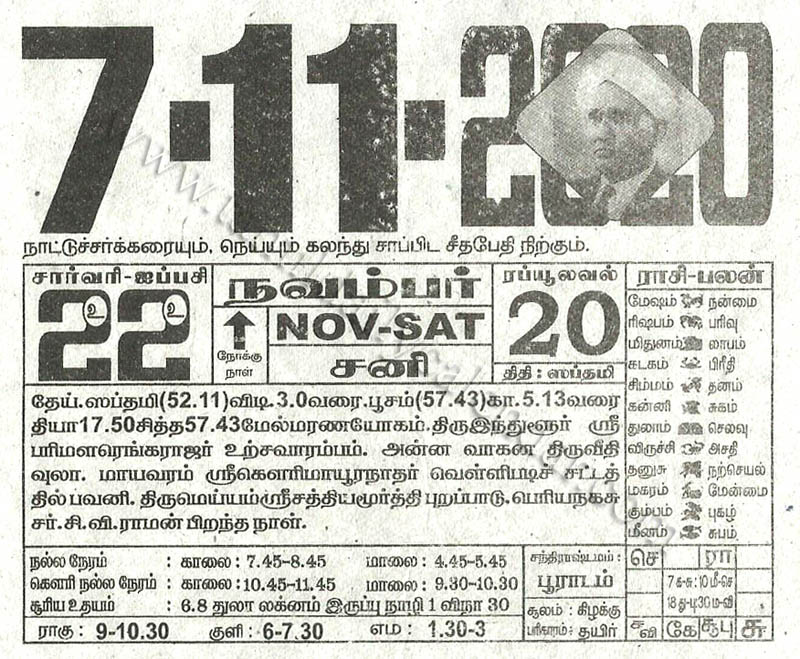 7-11-2020
நாட்டுச்சர்க்கரையும், நெய்யும் கலந்து சாப்பிட சீதபேதி நிற்கும்.
சார்வரி-ஐப்பசி
22
நவம்பர்
நோக்கு
நாள்
NOV-SAT
சனி
ரப்யூலவல்
20
திதி : ஸப்தமி
ராசி-பலன்
மேஷம் நன்மை
ரிஷபம் பரிவு
மிதுனம் லாபம்
கடகம் பிரீதி
சிம்மம் தனம்
கன்னி சுகம்
துலாம் செலவு
விருச்சி அசதி
தனுசு நற்செயல்
மகரம் மேன்மை
கும்பம் புகழ்
மீனம் சுபம்
தேய்.ஸப்தமி(52.11)விடி.3.0வரை.பூசம்(57.43)கா.5.13வரை
தியா17.50சித்த57.43மேல்மரணயோகம்.திருஇந்துளூர் ஸ்ரீ
பரிமளரெங்கராஜர் உற்சவாரம்பம். அன்ன வாகன திருவீதி
வுலா. மாயவரம் ஸ்ரீகௌரிமாயூரநாதர் வெள்ளிபடிச் சட்டத்
தில்பவனி. திருமெய்யம்ஸ்ரீசத்தியமூர்த்தி புறப்பாடு.பெரியநகசு
சர்.சி.வி.ராமன் பிறந்த நாள்.
நல்ல நேரம் : காலை: 7.45-8.45 மாலை: 4.45-5.45
கௌரி நல்ல நேரம் : காலை:10.45-11.45 மாலை: 9.30-10.30
சூரிய உதயம் : 6.8 துலா லக்னம் இருப்பு நாழி 1 விநா 30
ராகு: 9-10.30 குளி: 6-7.30 எம: 1.30-3
சந்திராஷ்டமம் :
பூராடம்
சூலம் : கிழக்கு
பரிகாரம்: தயிர்
செ ரா
சவி கே சூபு சு